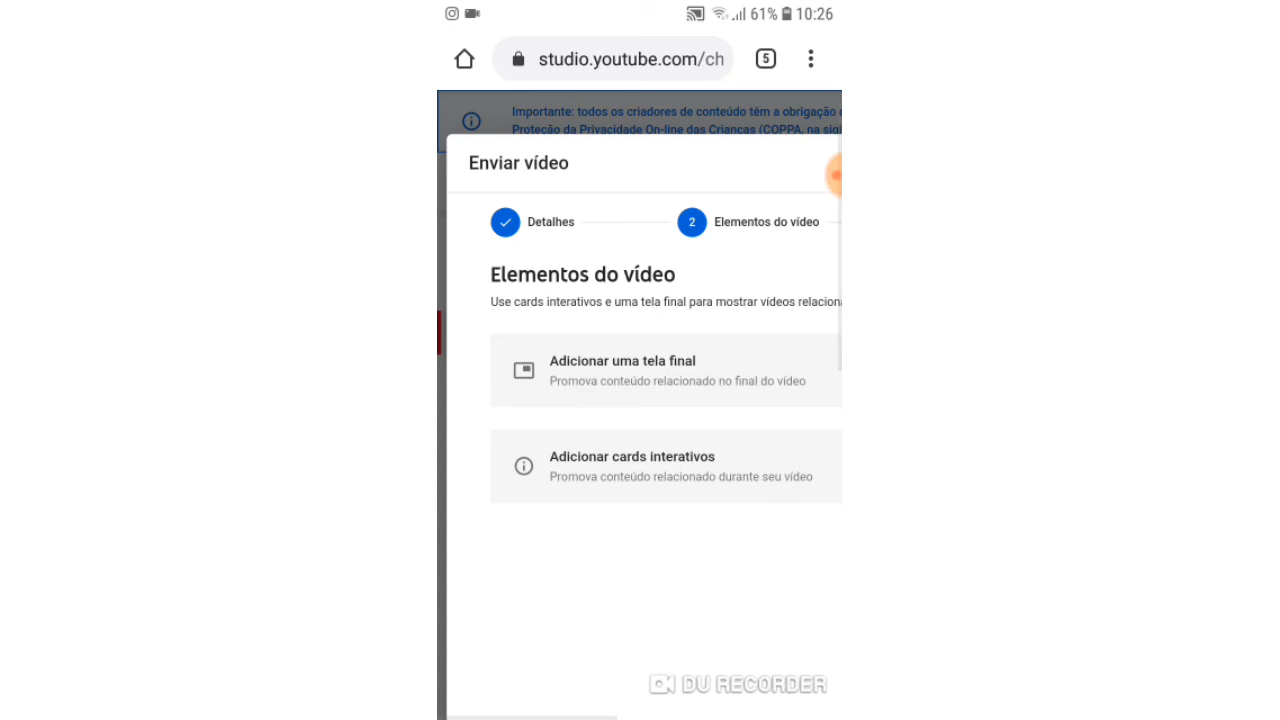 61% 10:26
studio.youtube.com/ch 5
Importante: todos os criadores de conteúdo têm a obrigação
Proteção da Privacidade On-line das Crianças (COPPA, na sigl
Enviar vídeo
Detalhes 2 Elementos do vídeo
Elementos do vídeo
Use cards interativos e uma tela final para mostrar vídeos relacion
Adicionar uma tela final
Promova conteúdo relacionado no final do vídeo
Adicionar cards interativos
Promova conteúdo relacionado durante seu vídeo
DU RECORDER